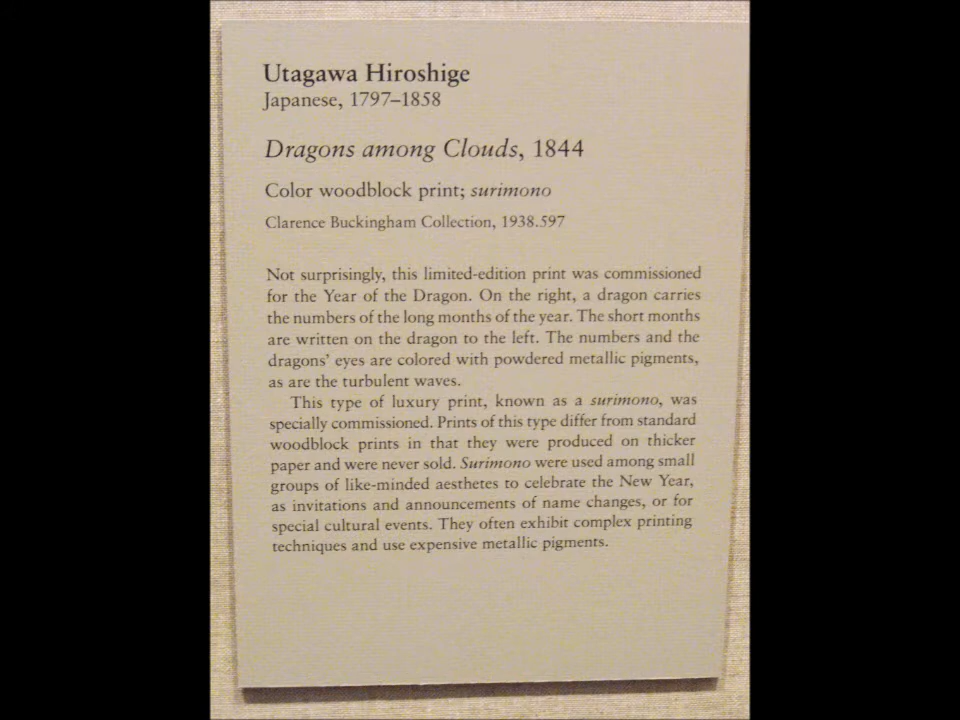 Utagawa Hiroshige
Japanese, 1797–1858
Dragons among Clouds, 1844
Color woodblock print; surimono
Clarence Buckingham Collection, 1938.597
Not surprisingly, this limited-edition print was commissioned
for the Year of the Dragon. On the right, a dragon carries
the numbers of the long months of the year. The short months
are written on the dragon to the left. The numbers and the
dragons’ eyes are colored with powdered metallic pigments,
as are the turbulent waves.
This type of luxury print, known as a surimono, was
specially commissioned. Prints of this type differ from standard
woodblock prints in that they were produced on thicker
paper and were never sold. Surimono were used among small
groups of like-minded aesthetes to celebrate the New Year,
as invitations and announcements of name changes, or for
special cultural events. They often exhibit complex printing
techniques and use expensive metallic pigments.